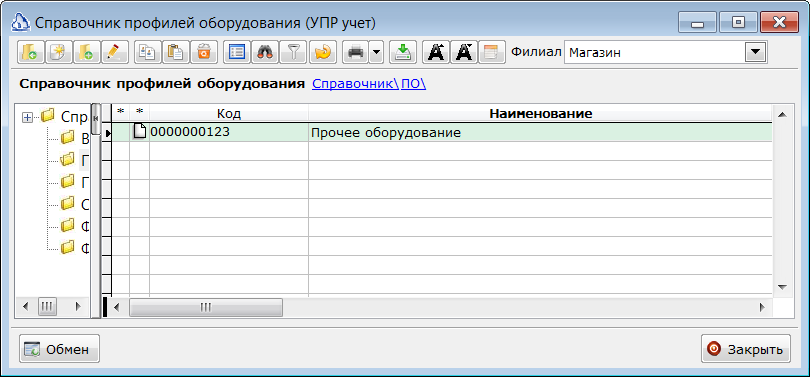 Справочник профилей оборудования (УПР учет)
Филиал Магазин
Справочник профилей оборудования Справочник\ПО\
* * Код Наименование
Спр
В
0000000123 Прочее оборудование
Г
Г
С
Ф
Ф
Обмен Закрыть